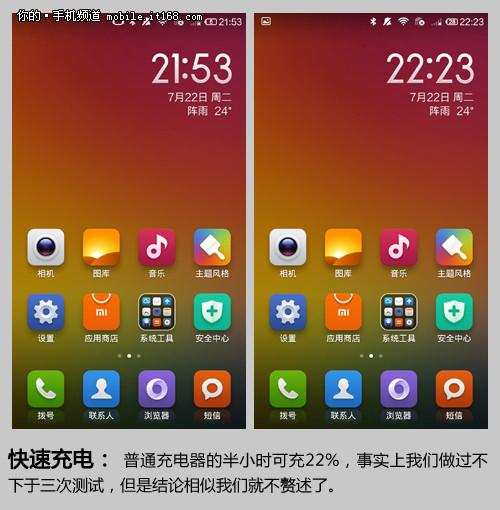 你的·手机频道 mobile.it168.com 21:53
21:53
7月22日 周二
阵雨 24°
相机 图库 音乐 主题风格
设置 应用商店 系统工具 安全中心
拨号 联系人 浏览器 短信
22:23
22:23
7月22日 周二
阵雨 24°
相机 图库 音乐 主题风格
设置 应用商店 系统工具 安全中心
拨号 联系人 浏览器 短信
快速充电： 普通充电器的半小时可充22%，事实上我们做过不
下于三次测试，但是结论相似我们就不赘述了。